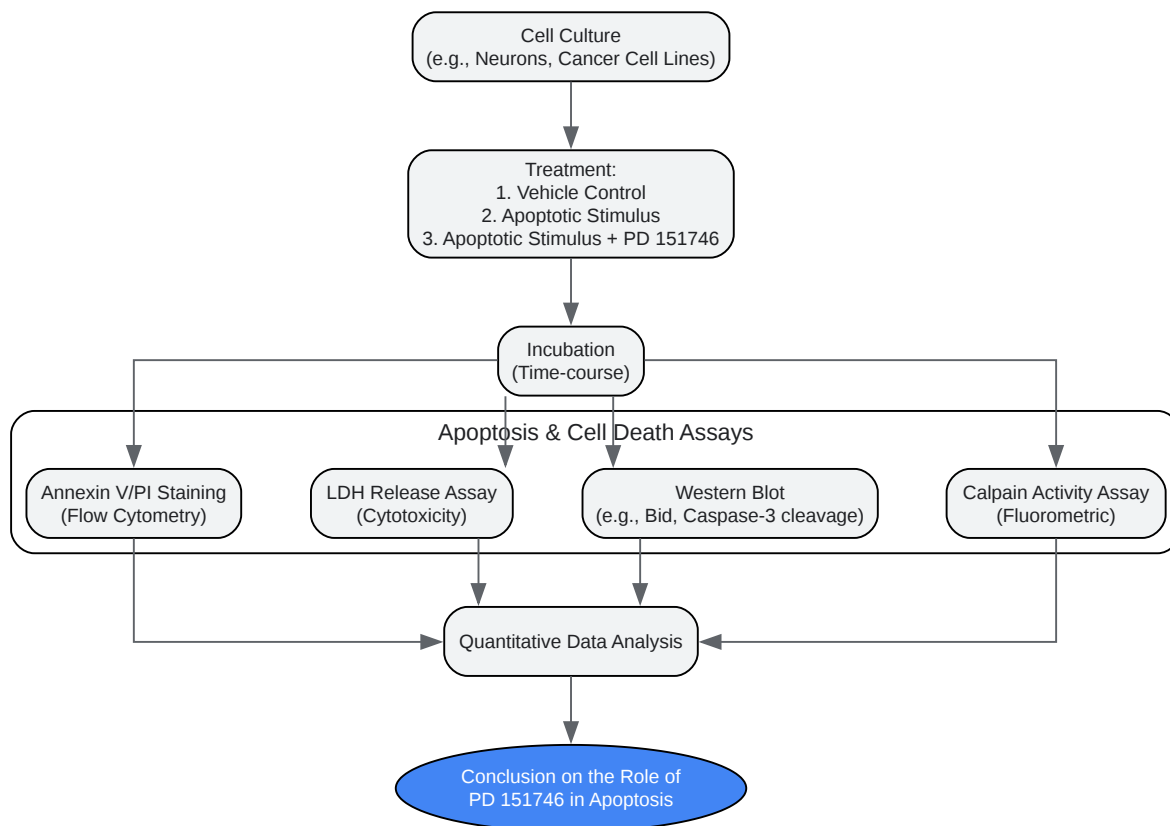 Cell Culture
(e.g., Neurons, Cancer Cell Lines)
Treatment:
1. Vehicle Control
2. Apoptotic Stimulus
3. Apoptotic Stimulus + PD 151746
Incubation
(Time-course)
Apoptosis & Cell Death Assays
Annexin V/PI Staining
(Flow Cytometry)
LDH Release Assay
(Cytotoxicity)
Western Blot
(e.g., Bid, Caspase-3 cleavage)
Calpain Activity Assay
(Fluorometric)
Quantitative Data Analysis
Conclusion on the Role of
PD 151746 in Apoptosis